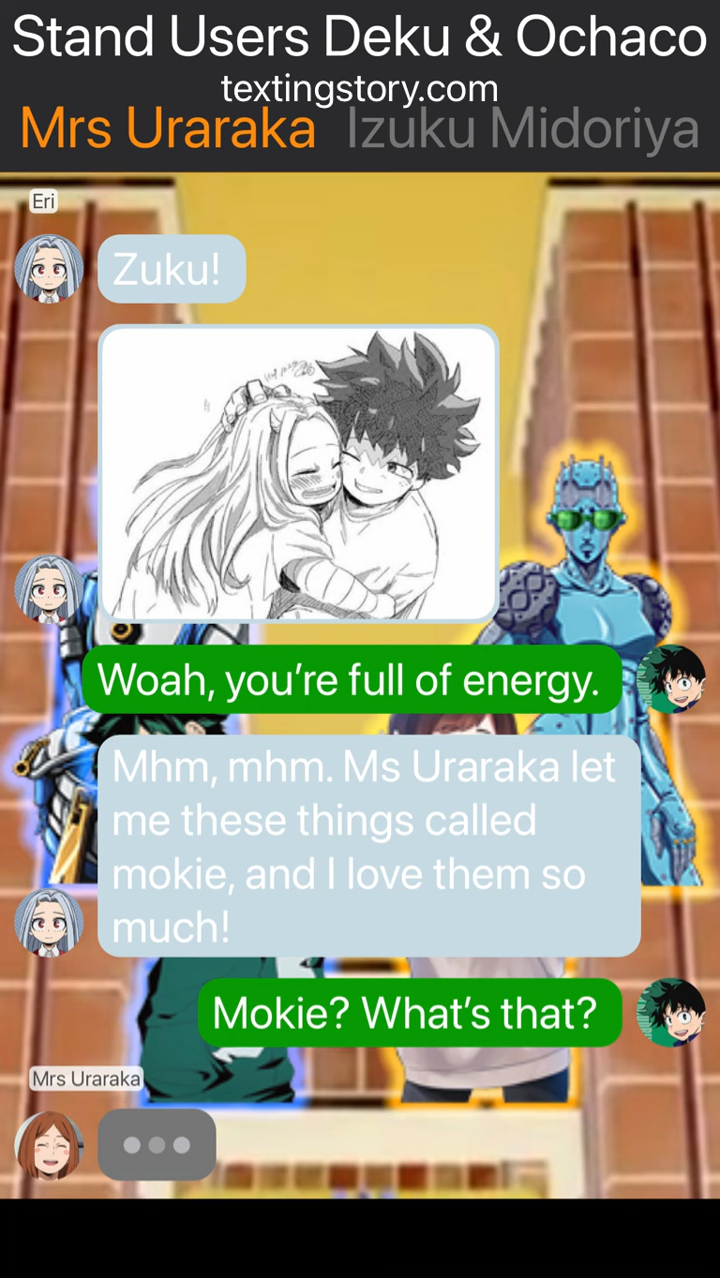 Stand Users Deku & Ochaco
textingstory.com
Mrs Uraraka Izuku Midoriya
Eri
Zuku!
Woah, you're full of energy.
Mhm, mhm. Ms Uraraka let
me these things called
mokie, and I love them so
much!
Mokie? What's that?
Mrs Uraraka